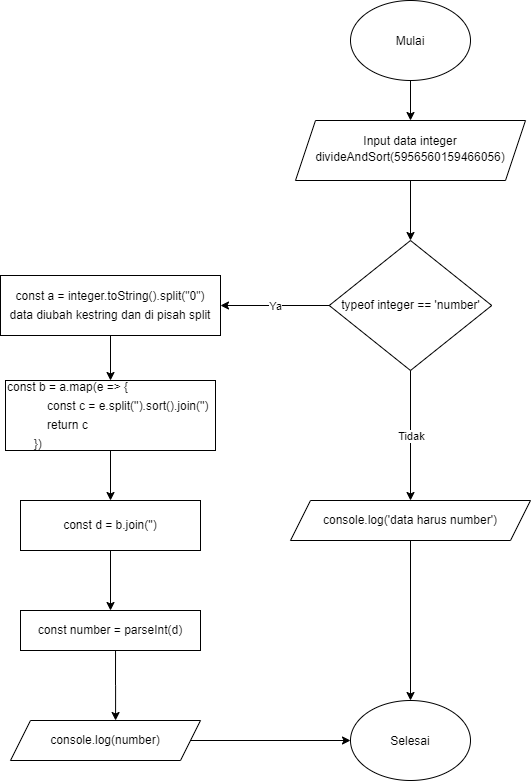 Mulai
Input data integer
divideAndSort(5956560159466056)
typeof integer == 'number'
Ya
const a = integer.toString().split("0")
data diubah kestring dan di pisah split
const b = a.map(e => {
const c = e.split('').sort().join('')
return c
})
Tidak
const d = b.join('')
console.log('data harus number')
const number = parseInt(d)
console.log(number)
Selesai